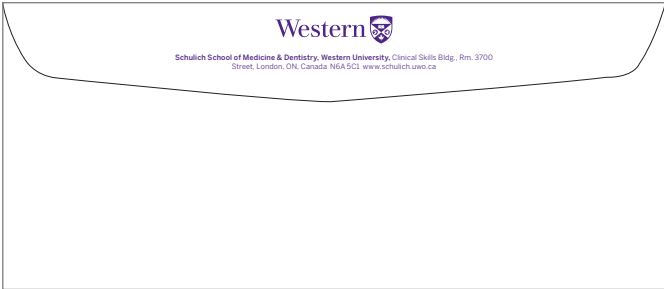 Western
Schulich School of Medicine & Dentistry, Western University, Clinical Skills Bldg., Rm. 3700
Street, London, ON, Canada N6A 5C1 www.schulich.uwo.ca